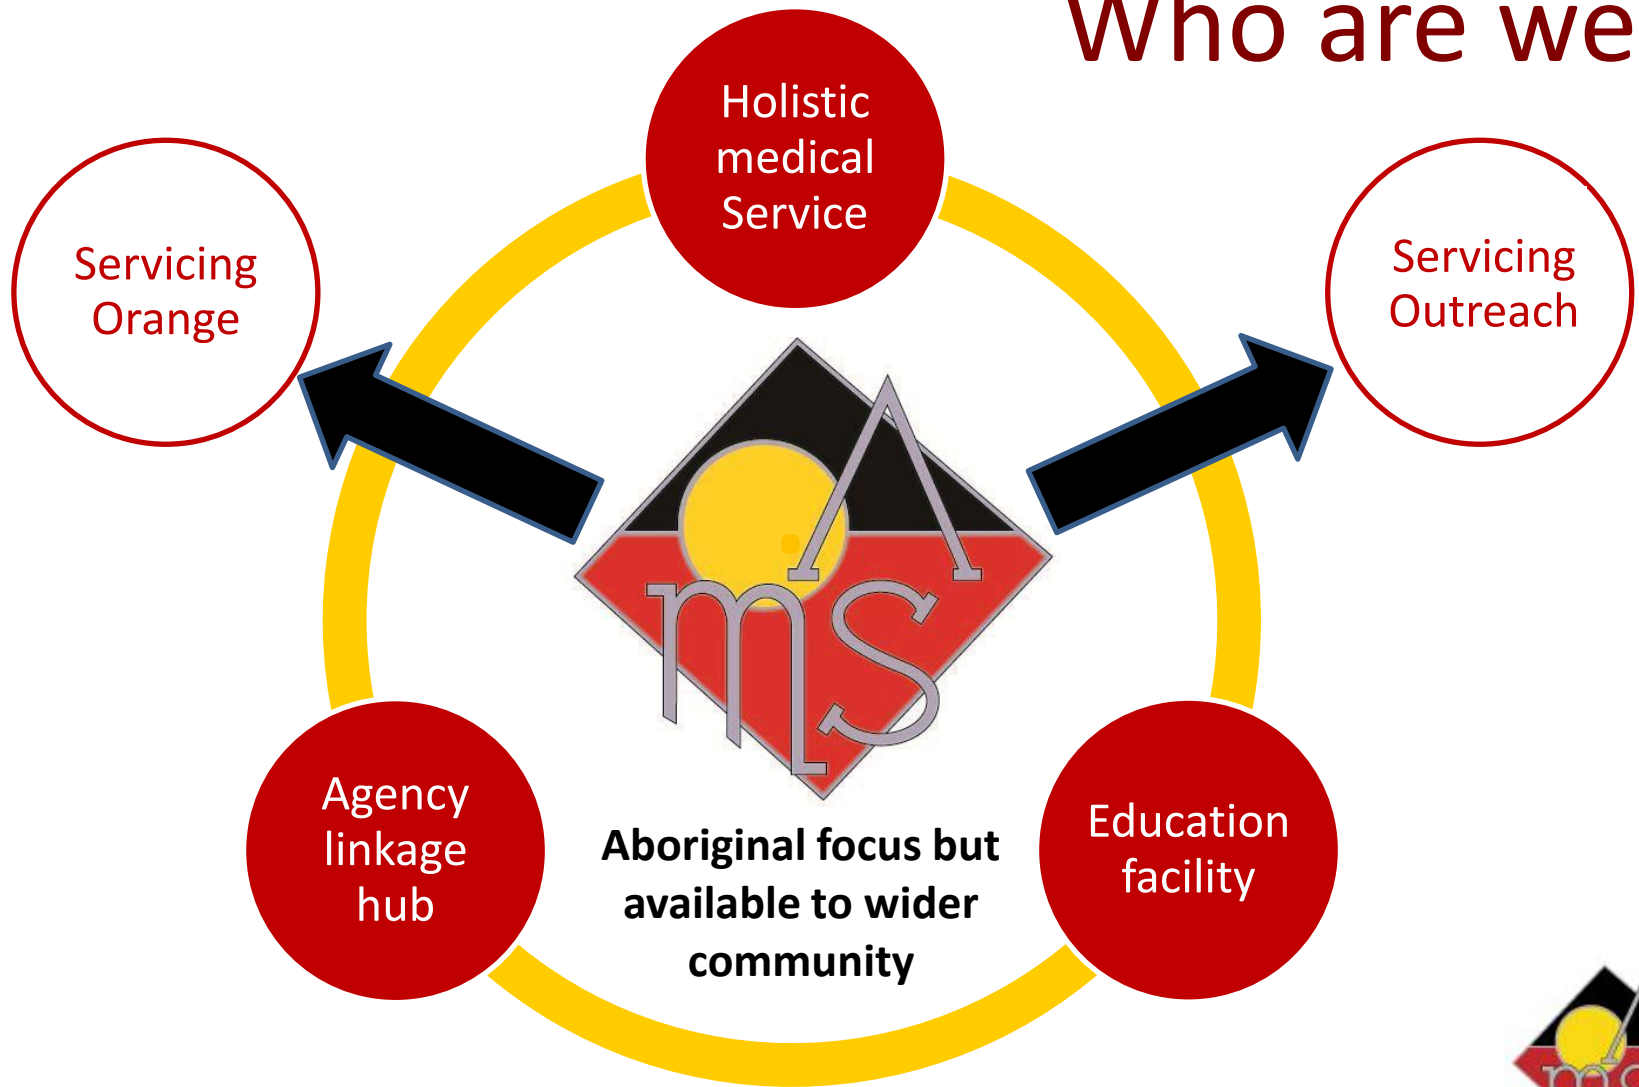 Who are we
Holistic
medical
Service
Servicing
Orange
Servicing
Outreach
A
ms
Agency
linkage
hub
Aboriginal focus but
available to wider
community
Education
facility
ms